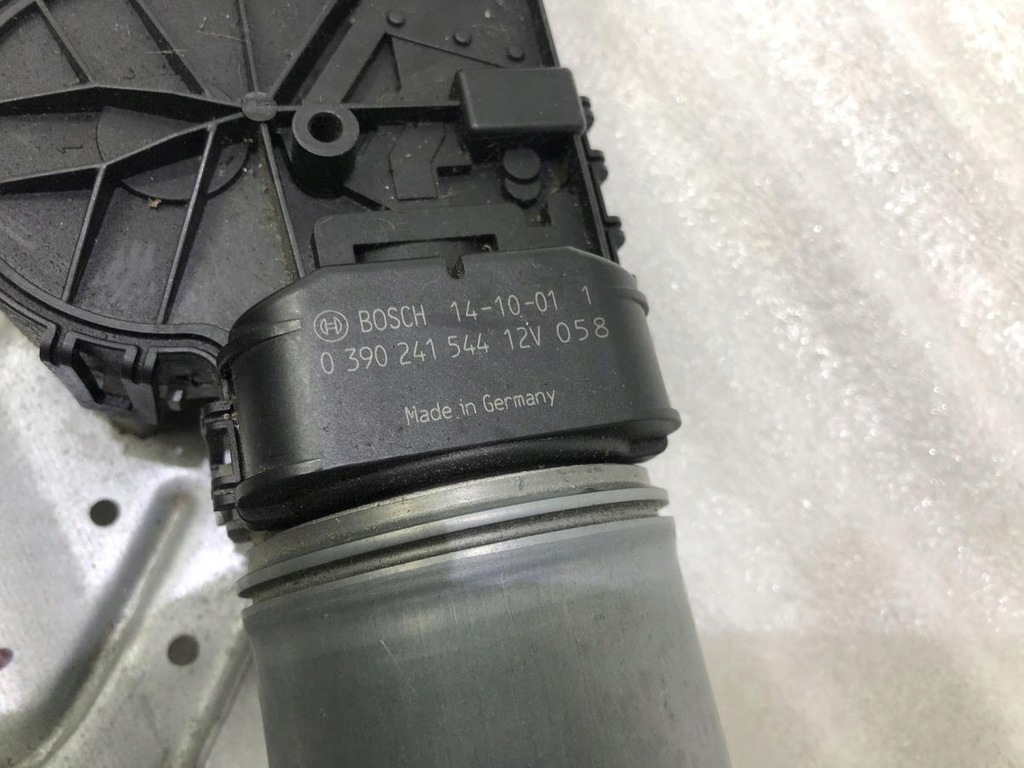 BOSCH 14-10-01 1
0 390 241 544 12V 058
Made in Germany